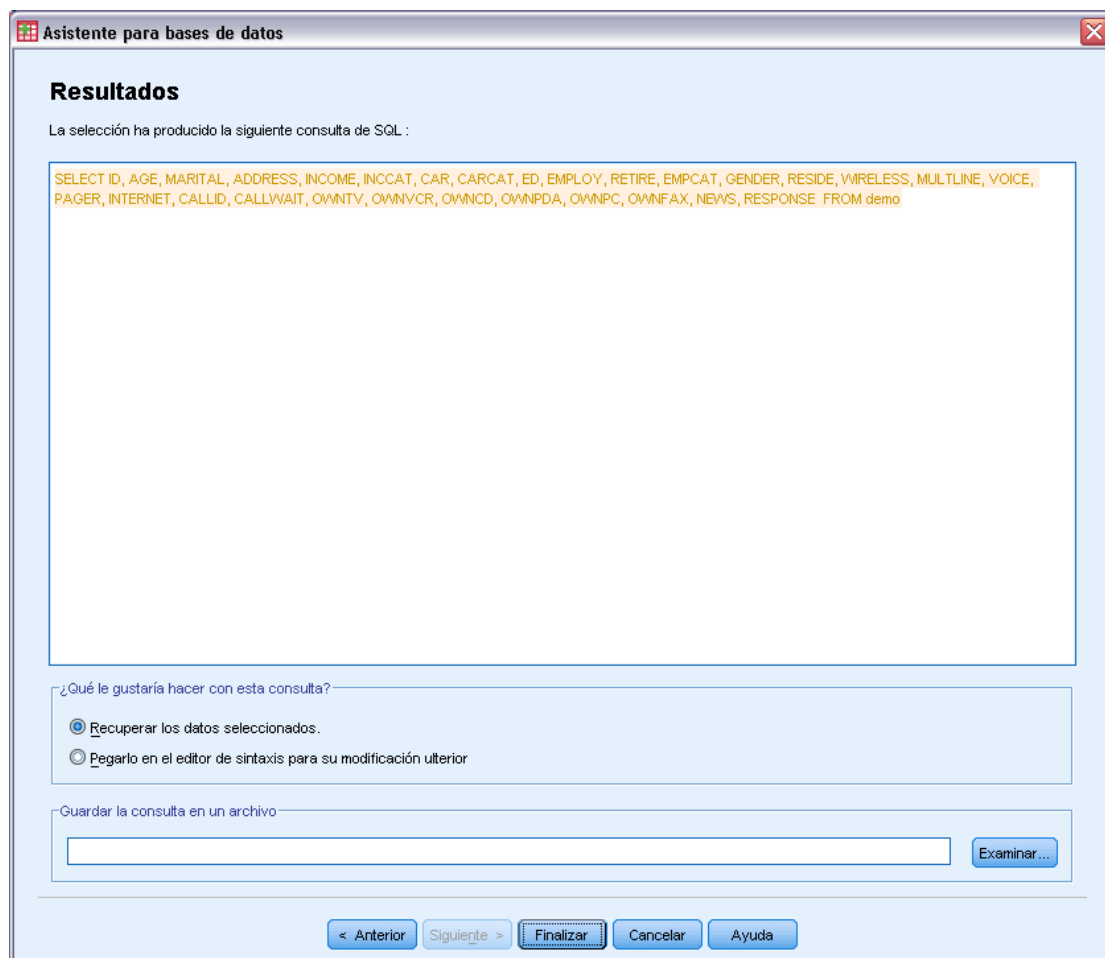 Asistente para bases de datos
Resultados
La selección ha producido la siguiente consulta de SQL :
SELECT ID, AGE, MARITAL, ADDRESS, INCOME, INCCAT, CAR, CARCAT, ED, EMPLOY, RETIRE, EMPCAT, GENDER, RESIDE, WIRELESS, MULTLINE, VOICE,
PAGER, INTERNET, CALLID, CALLWAIT, OWNTV, OWNVCR, OWNCD, OWNPDA, OWNPC, OWNFAX, NEWS, RESPONSE FROM demo
¿Qué le gustaría hacer con esta consulta?
Recuperar los datos seleccionados.
Pegarlo en el editor de sintaxis para su modificación ulterior
Guardar la consulta en un archivo
Examinar...
< Anterior
Siguiente >
Finalizar
Cancelar
Ayuda